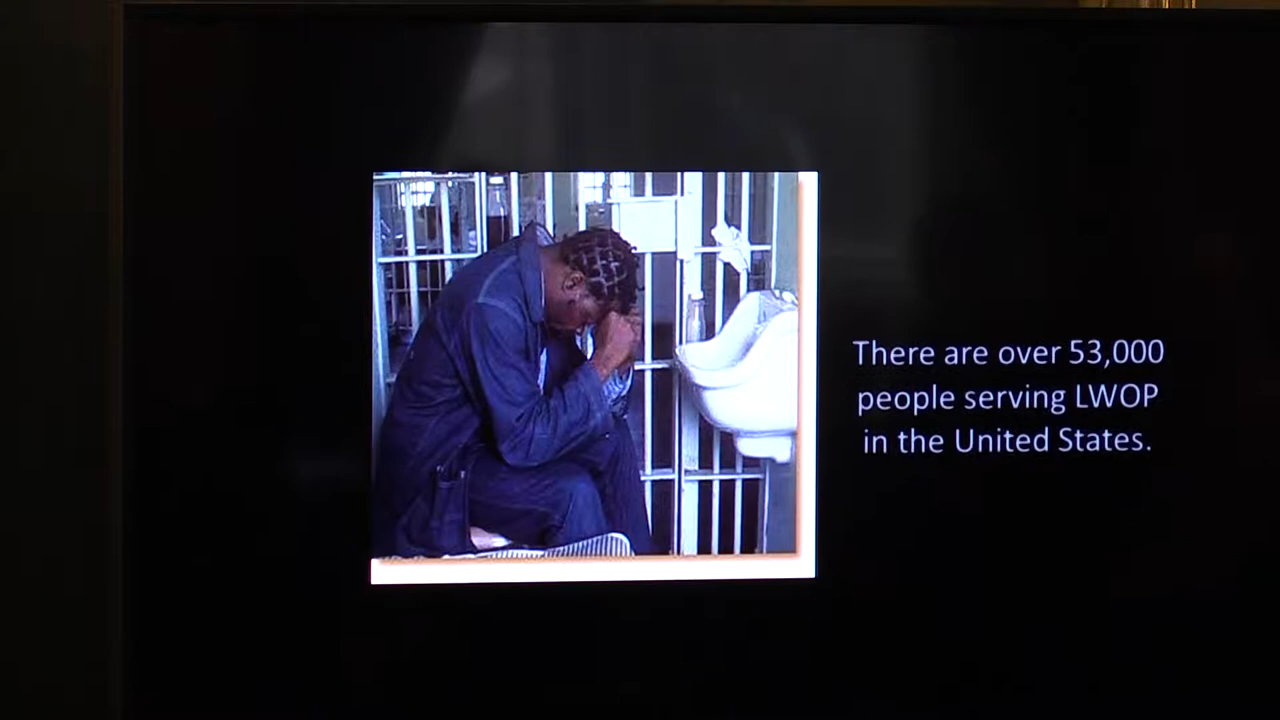 There are over 53,000
people serving LWOP
in the United States.